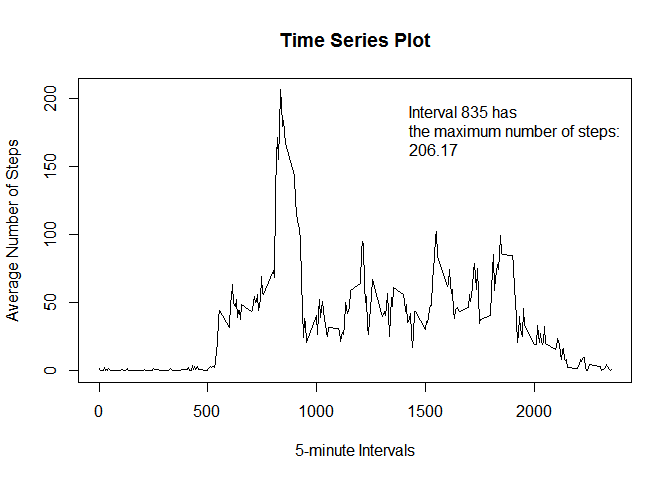 Time Series Plot
Interval 835 has
the maximum number of steps:
206.17
Average Number of Steps
200
150
100
50
0
0 500 1000 1500 2000
5-minute Intervals